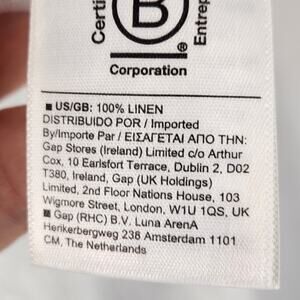 Certi
B
Entrep
®
Corporation
■ US/GB: 100% LINEN
DISTRIBUIDO POR / Imported
By/Importe Par / ΕΙΣΑΓΕΤΑΙ ΑΠΟ ΤΗΝ:
Gap Stores (Ireland) Limited c/o Arthur
Cox, 10 Earlsfort Terrace, Dublin 2, D02
T380, Ireland, Gap (UK Holdings)
Limited, 2nd Floor Nations House, 103
Wigmore Street, London, W1U 1QS, UK
■ Gap (RHC) B.V. Luna ArenA
Herikerbergweg 238 Amsterdam 1101
CM, The Netherlands